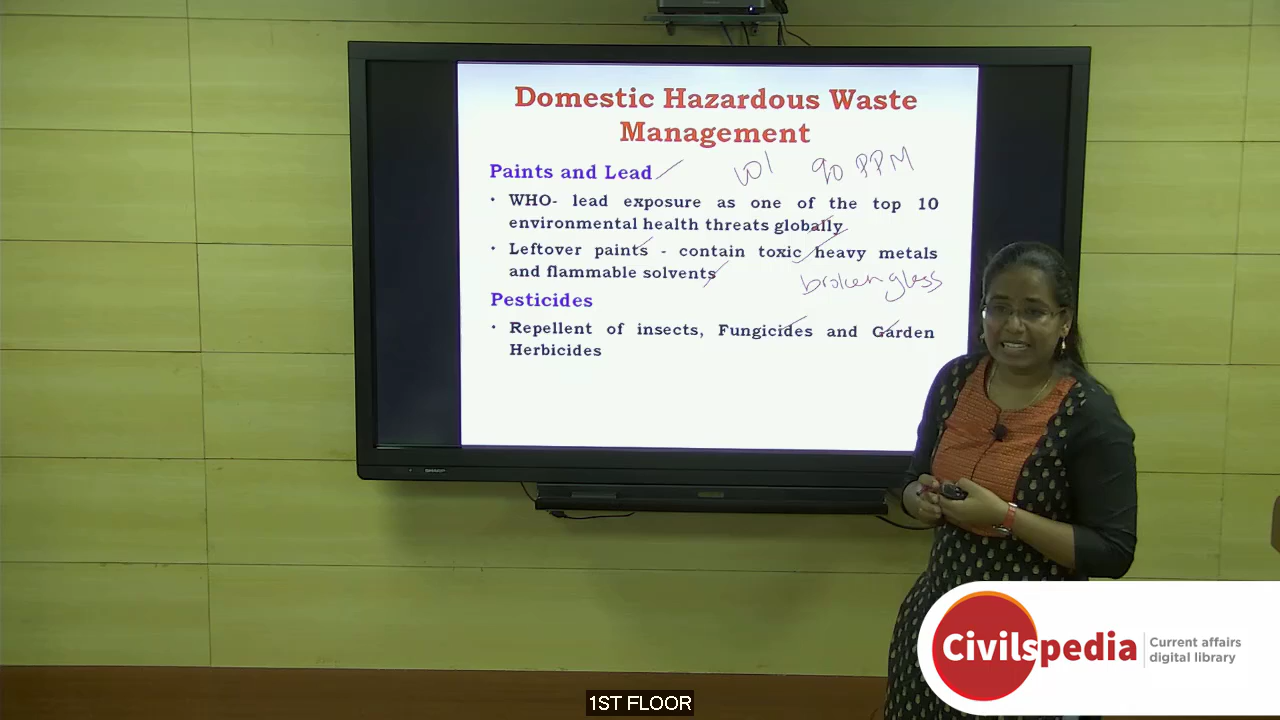 Domestic Hazardous Waste
Management
Paints and Lead
90 PPM
• WHO- lead exposure as one of the top 10
environmental health threats globally.
• Leftover paints - contain toxic heavy metals
and flammable solvents
broken glass
Pesticides
• Repellent of insects, Fungicides and Garden
Herbicides
Civilspedia
Current affairs
digital library
1ST FLOOR